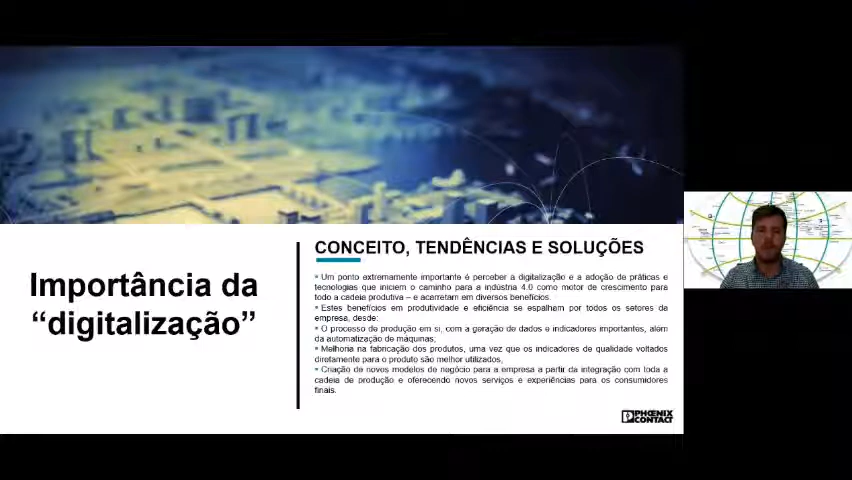 Importância da
“digitalização”
CONCEITO, TENDÊNCIAS E SOLUÇÕES
Um ponto extremamente importante é perceber a digitalização e a adoção de práticas e
tecnologias que iniciem o caminho para a indústria 4.0 como motor de crescimento para
todo a cadeia produtiva – e acarretam em diversos benefícios.
Estes benefícios em produtividade e eficiência se espalham por todos os setores da
empresa, desde:
O processo de produção em si, com a geração de dados e indicadores importantes, além
da automatização de máquinas;
Melhoria na fabricação dos produtos, uma vez que os indicadores de qualidade voltados
diretamente para o produto são melhor utilizados,
Criação de novos modelos de negócio para a empresa a partir da integração com toda a
cadeia de produção e oferecendo novos serviços e experiências para os consumidores
finais.
PHŒNIX
CONTACT